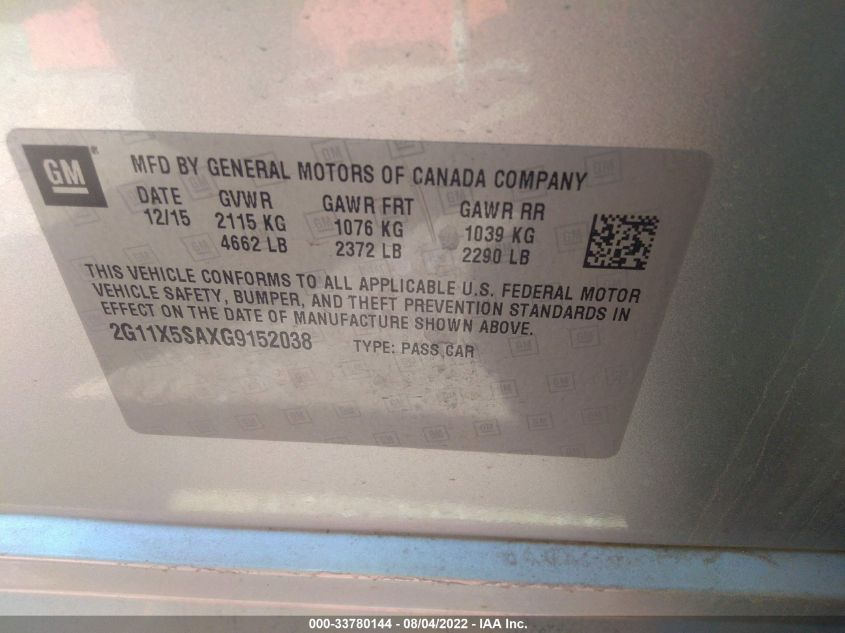 GM
MFD BY GENERAL MOTORS OF CANADA COMPANY
DATE GVWR GAWR FRT GAWR RR
12/15 2115 KG 1076 KG 1039 KG
4662 LB 2372 LB 2290 LB
THIS VEHICLE CONFORMS TO ALL APPLICABLE U.S. FEDERAL MOTOR
VEHICLE SAFETY, BUMPER, AND THEFT PREVENTION STANDARDS IN
EFFECT ON THE DATE OF MANUFACTURE SHOWN ABOVE.
2G11X5SAXG9152038 TYPE: PASS CAR
000-33780144 - 08/04/2022 - IAA Inc.